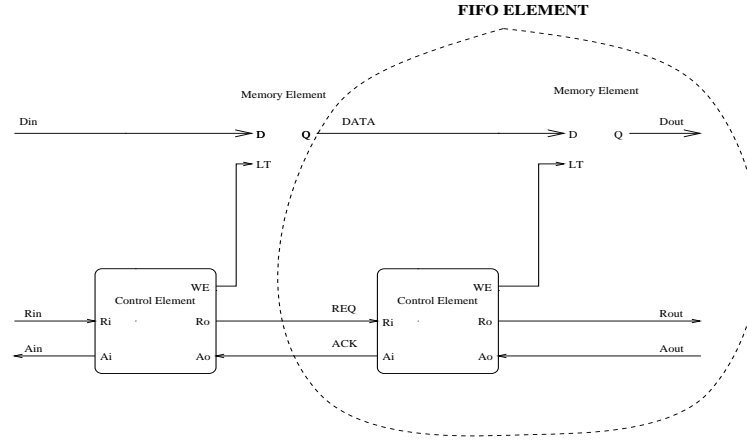 FIFO ELEMENT
Memory Element
Memory Element
Din
D
Q
DATA
D
Q
Dout
LT
LT
WE
WE
Control Element
Control Element
Rin
Ri
Ro
REQ
Ri
Ro
Rout
Ain
Ai
Ao
ACK
Ai
Ao
Aout